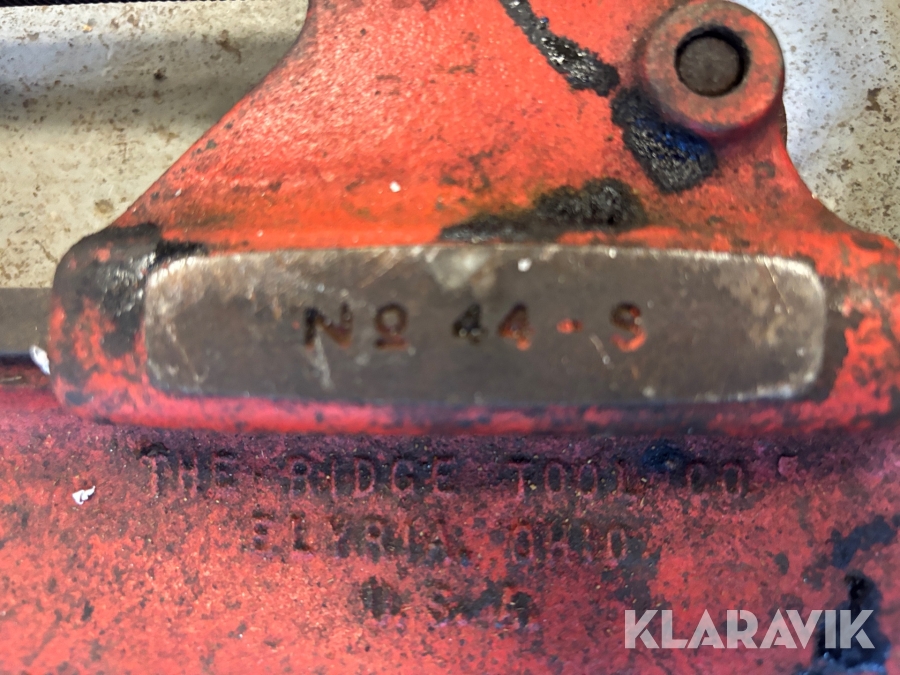 Nº 44-S
THE RIDGE TOOL CO
ELYRIA, OHIO
U.S.A.
KLARAVIK